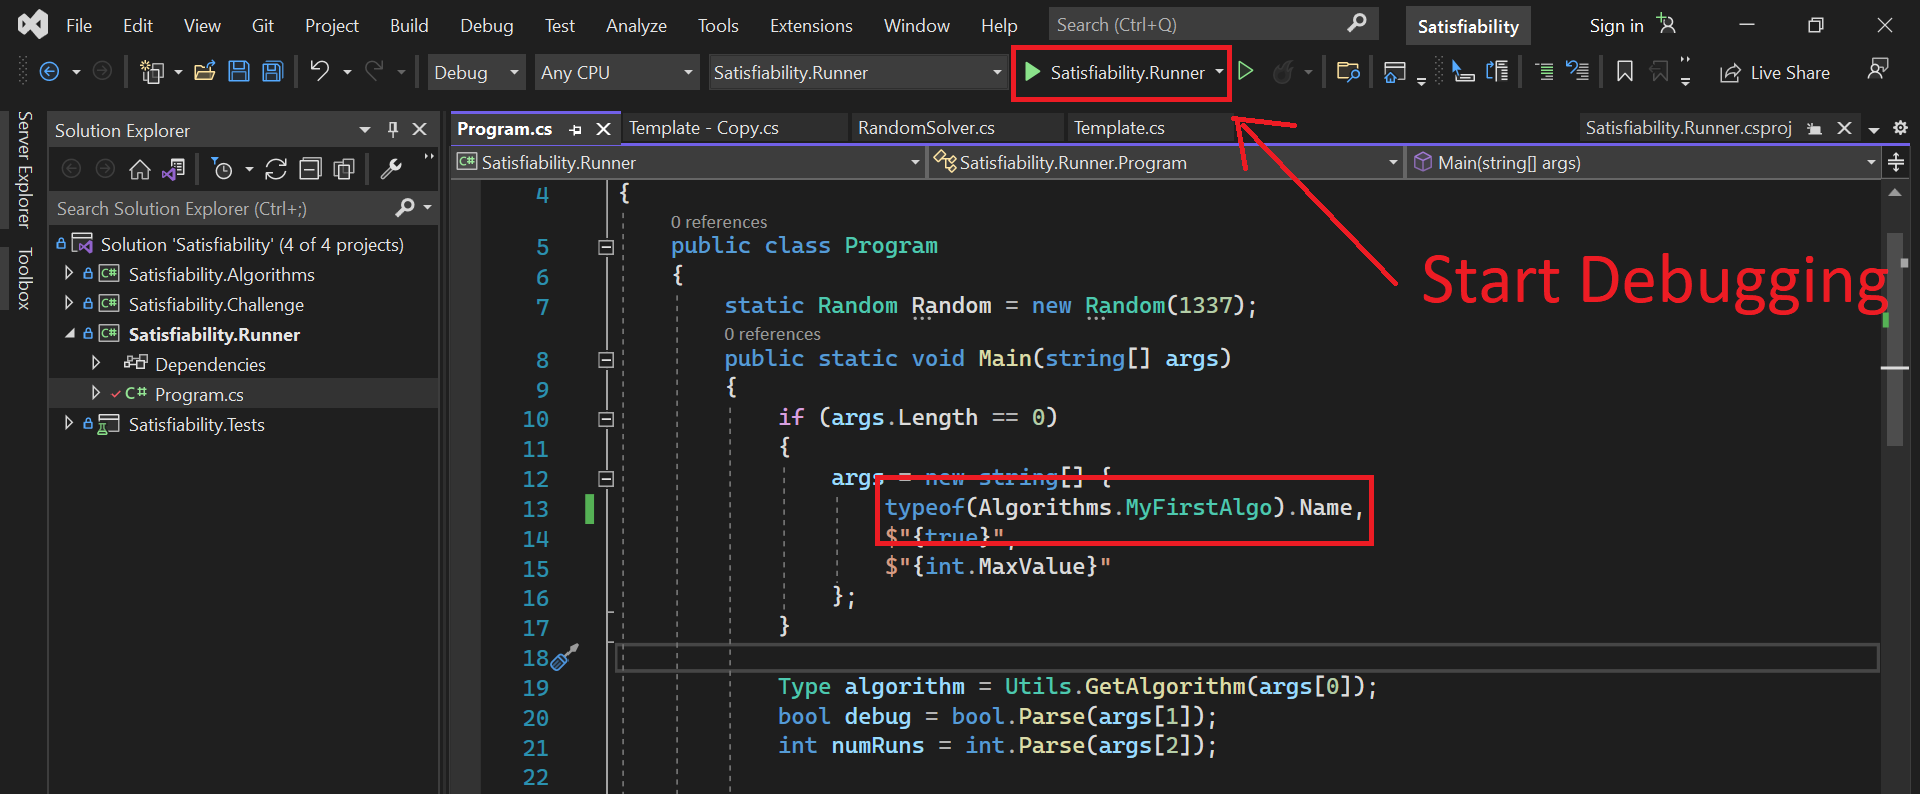 File Edit View Git Project Build Debug Test Analyze Tools Extensions Window Help Search (Ctrl+Q) Satisfiability Sign in
Debug Any CPU Satisfiability.Runner Satisfiability.Runner Live Share
Server Explorer
Toolbox
Solution Explorer
Search Solution Explorer (Ctrl+;)
Solution 'Satisfiability' (4 of 4 projects)
C# Satisfiability.Algorithms
C# Satisfiability.Challenge
C# Satisfiability.Runner
Dependencies
C# Program.cs
Satisfiability.Tests
Program.cs Template - Copy.cs RandomSolver.cs Template.cs Satisfiability.Runner.csproj
C# Satisfiability.Runner Satisfiability.Runner.Program Main(string[] args)
4 {
0 references
5 public class Program
6 {
7 static Random Random = new Random(1337);
0 references
8 public static void Main(string[] args)
9 {
10 if (args.Length == 0)
11 {
12 args = new string[] {
13 typeof(Algorithms.MyFirstAlgo).Name,
14 $"{true}",
15 $"{int.MaxValue}"
16 };
17 }
18
19 Type algorithm = Utils.GetAlgorithm(args[0]);
20 bool debug = bool.Parse(args[1]);
21 int numRuns = int.Parse(args[2]);
22
Start Debugging